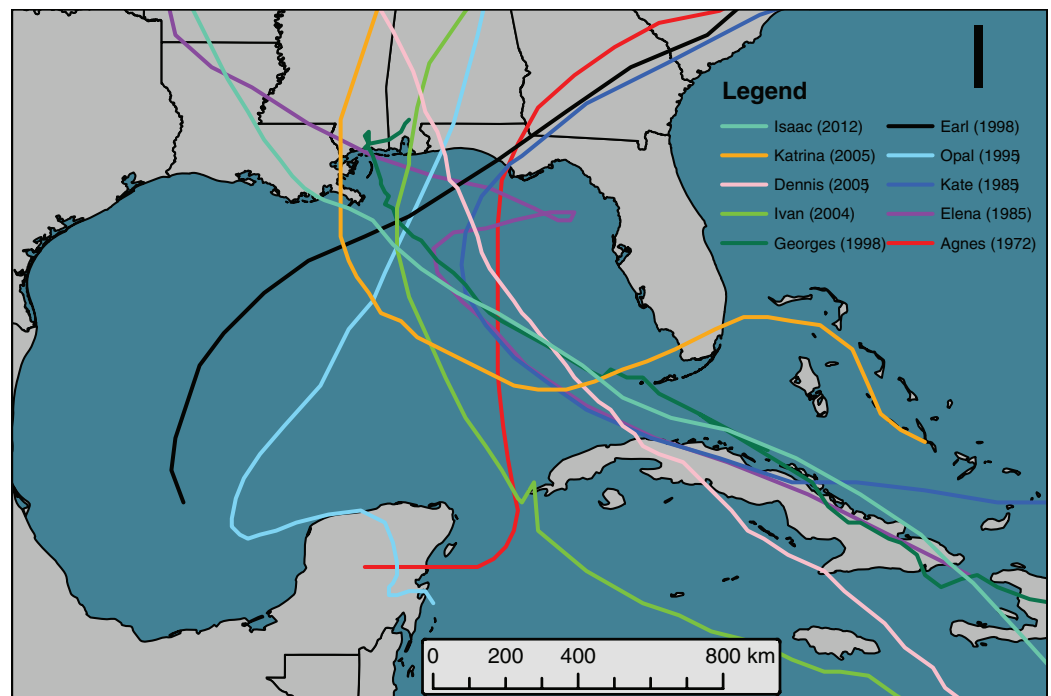 Legend
Isaac (2012)
Katrina (2005)
Dennis (2005)
Ivan (2004)
Georges (1998)
Earl (1998)
Opal (1995)
Kate (1985)
Elena (1985)
Agnes (1972)
0 200 400 800 km